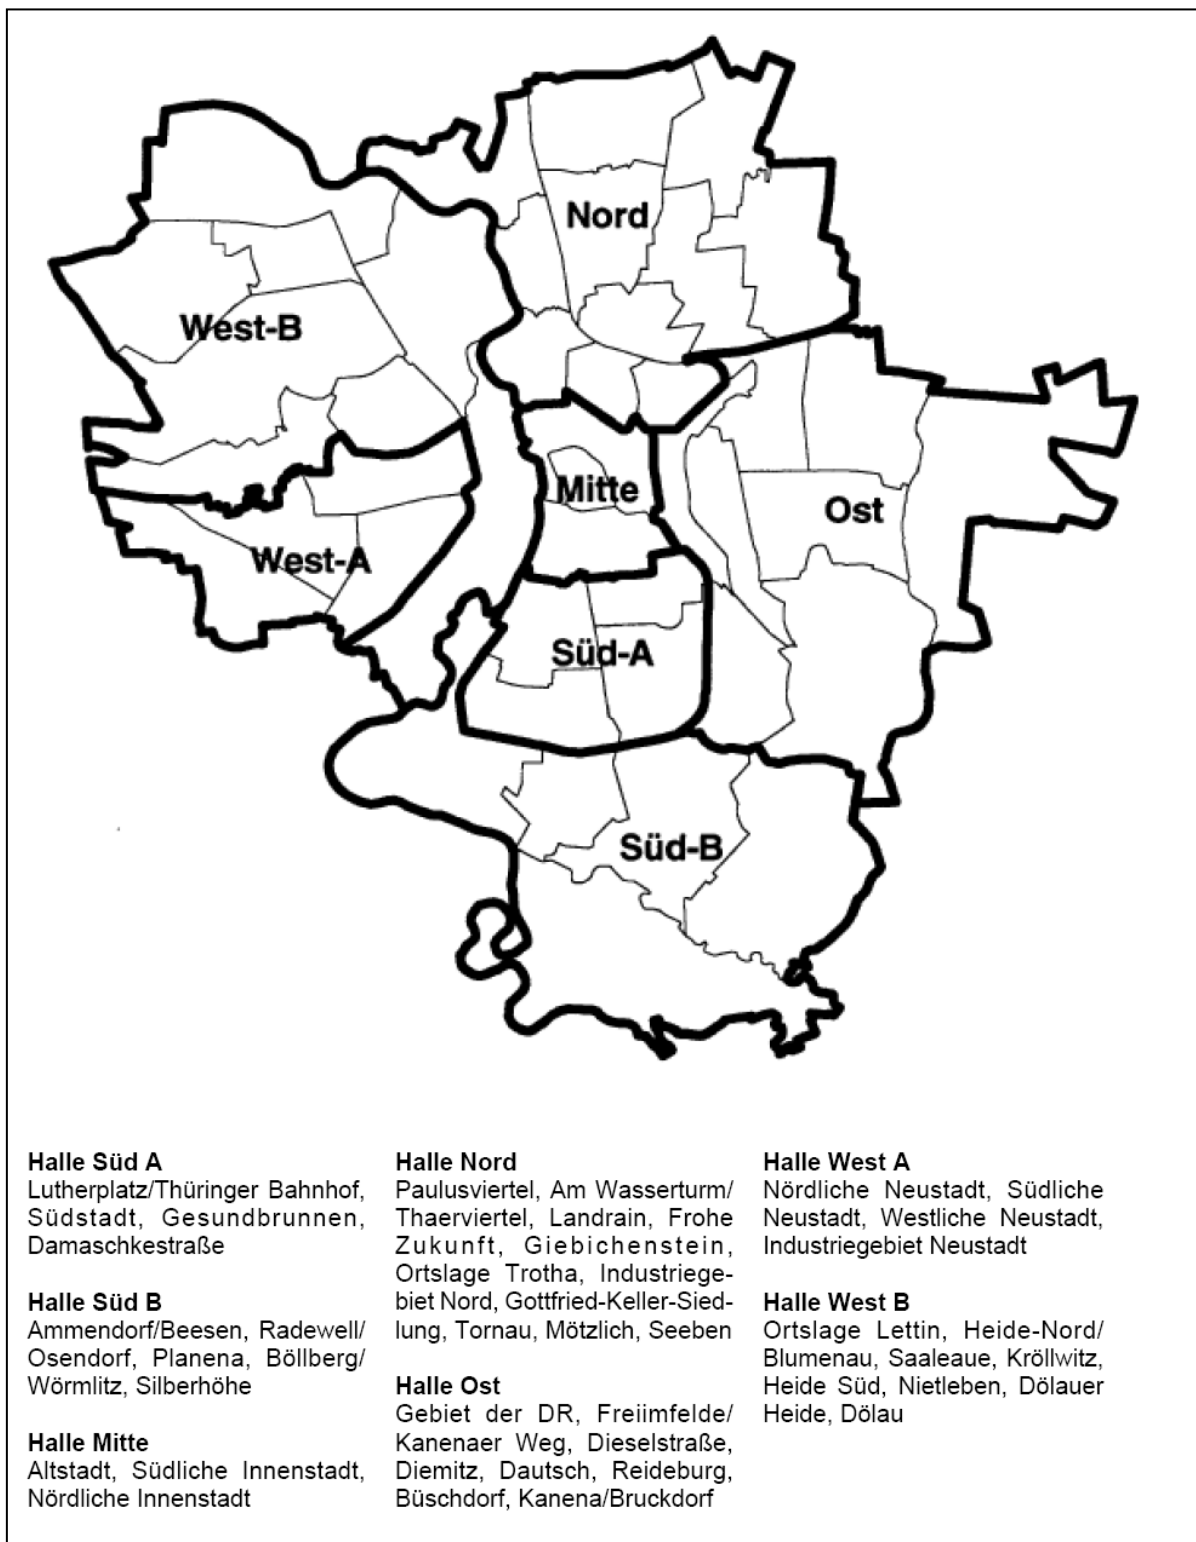 Nord
West-B
Mitte
Ost
West-A
Süd-A
Süd-B
Halle Süd A
Lutherplatz/Thüringer Bahnhof,
Südstadt, Gesundbrunnen,
Damaschkestraße
Halle Süd B
Ammendorf/Beesen, Radewell/
Osendorf, Planena, Böllberg/
Wörmlitz, Silberhöhe
Halle Mitte
Altstadt, Südliche Innenstadt,
Nördliche Innenstadt
Halle Nord
Paulusviertel, Am Wasserturm/
Thaerviertel, Landrain, Frohe
Zukunft, Giebichenstein,
Ortslage Trotha, Industriege-
biet Nord, Gottfried-Keller-Sied-
lung, Tornau, Mötzlich, Seeben
Halle Ost
Gebiet der DR, Freiimfelde/
Kanenaer Weg, Dieselstraße,
Diemitz, Dautsch, Reideburg,
Büschdorf, Kanena/Bruckdorf
Halle West A
Nördliche Neustadt, Südliche
Neustadt, Westliche Neustadt,
Industriegebiet Neustadt
Halle West B
Ortslage Lettin, Heide-Nord/
Blumenau, Saaleaue, Kröllwitz,
Heide Süd, Nietleben, Dölauer
Heide, Dölau